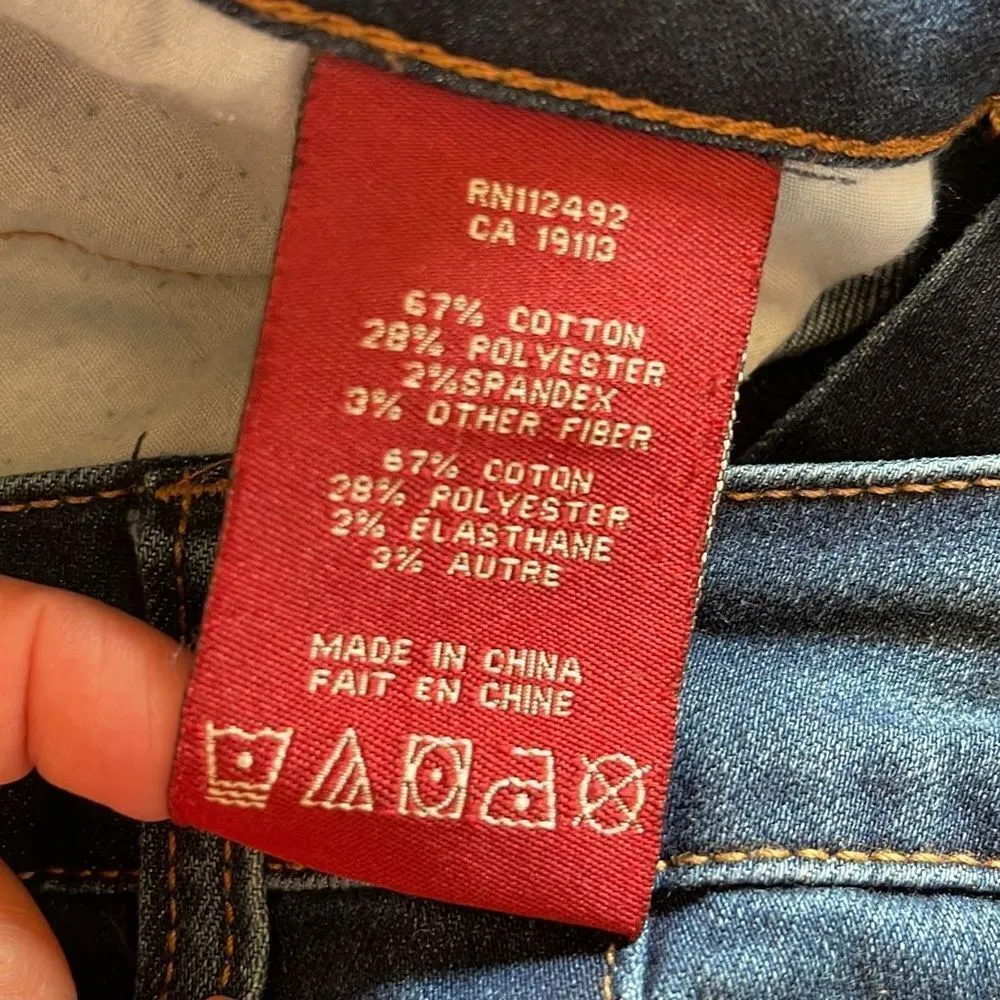 RN112492
CA 19113
67% COTTON
28% POLYESTER
2%SPANDEX
3% OTHER FIBER
67% COTON
28% POLYESTER
2% ÉLASTHANE
3% AUTRE
MADE IN CHINA
FAIT EN CHINE